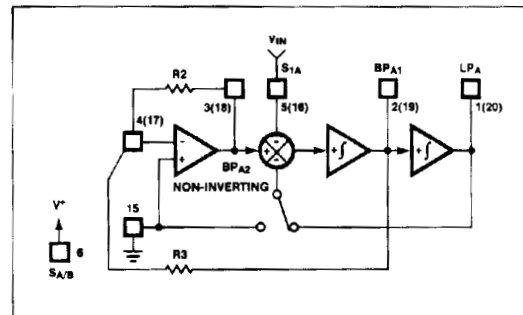 VIN
S1A
BPA1
LPA
R2
3(18)
5(16)
2(19)
1(20)
4(17)
-
+
+
-
-
+∫
+∫
BPA2
NON-INVERTING
V+
15
6
SA/B
R3